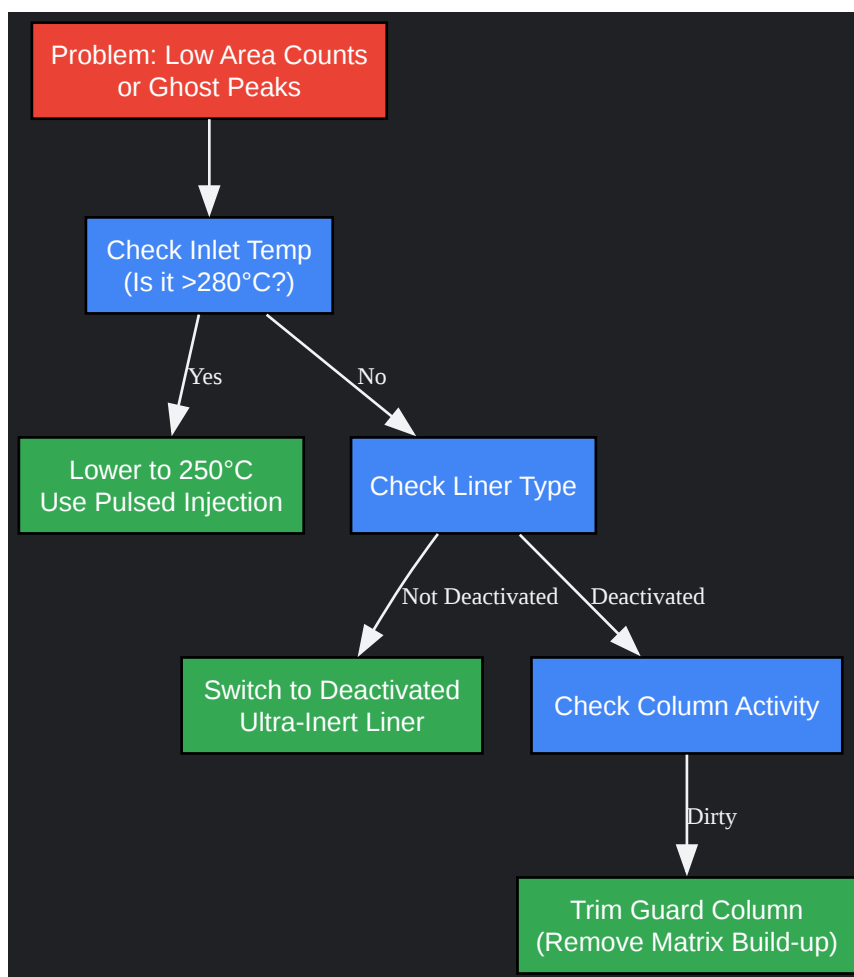 Problem: Low Area Counts
or Ghost Peaks
Check Inlet Temp
(Is it >280°C?)
Yes
No
Lower to 250°C
Use Pulsed Injection
Check Liner Type
Not Deactivated
Deactivated
Switch to Deactivated
Ultra-Inert Liner
Check Column Activity
Dirty
Trim Guard Column
(Remove Matrix Build-up)